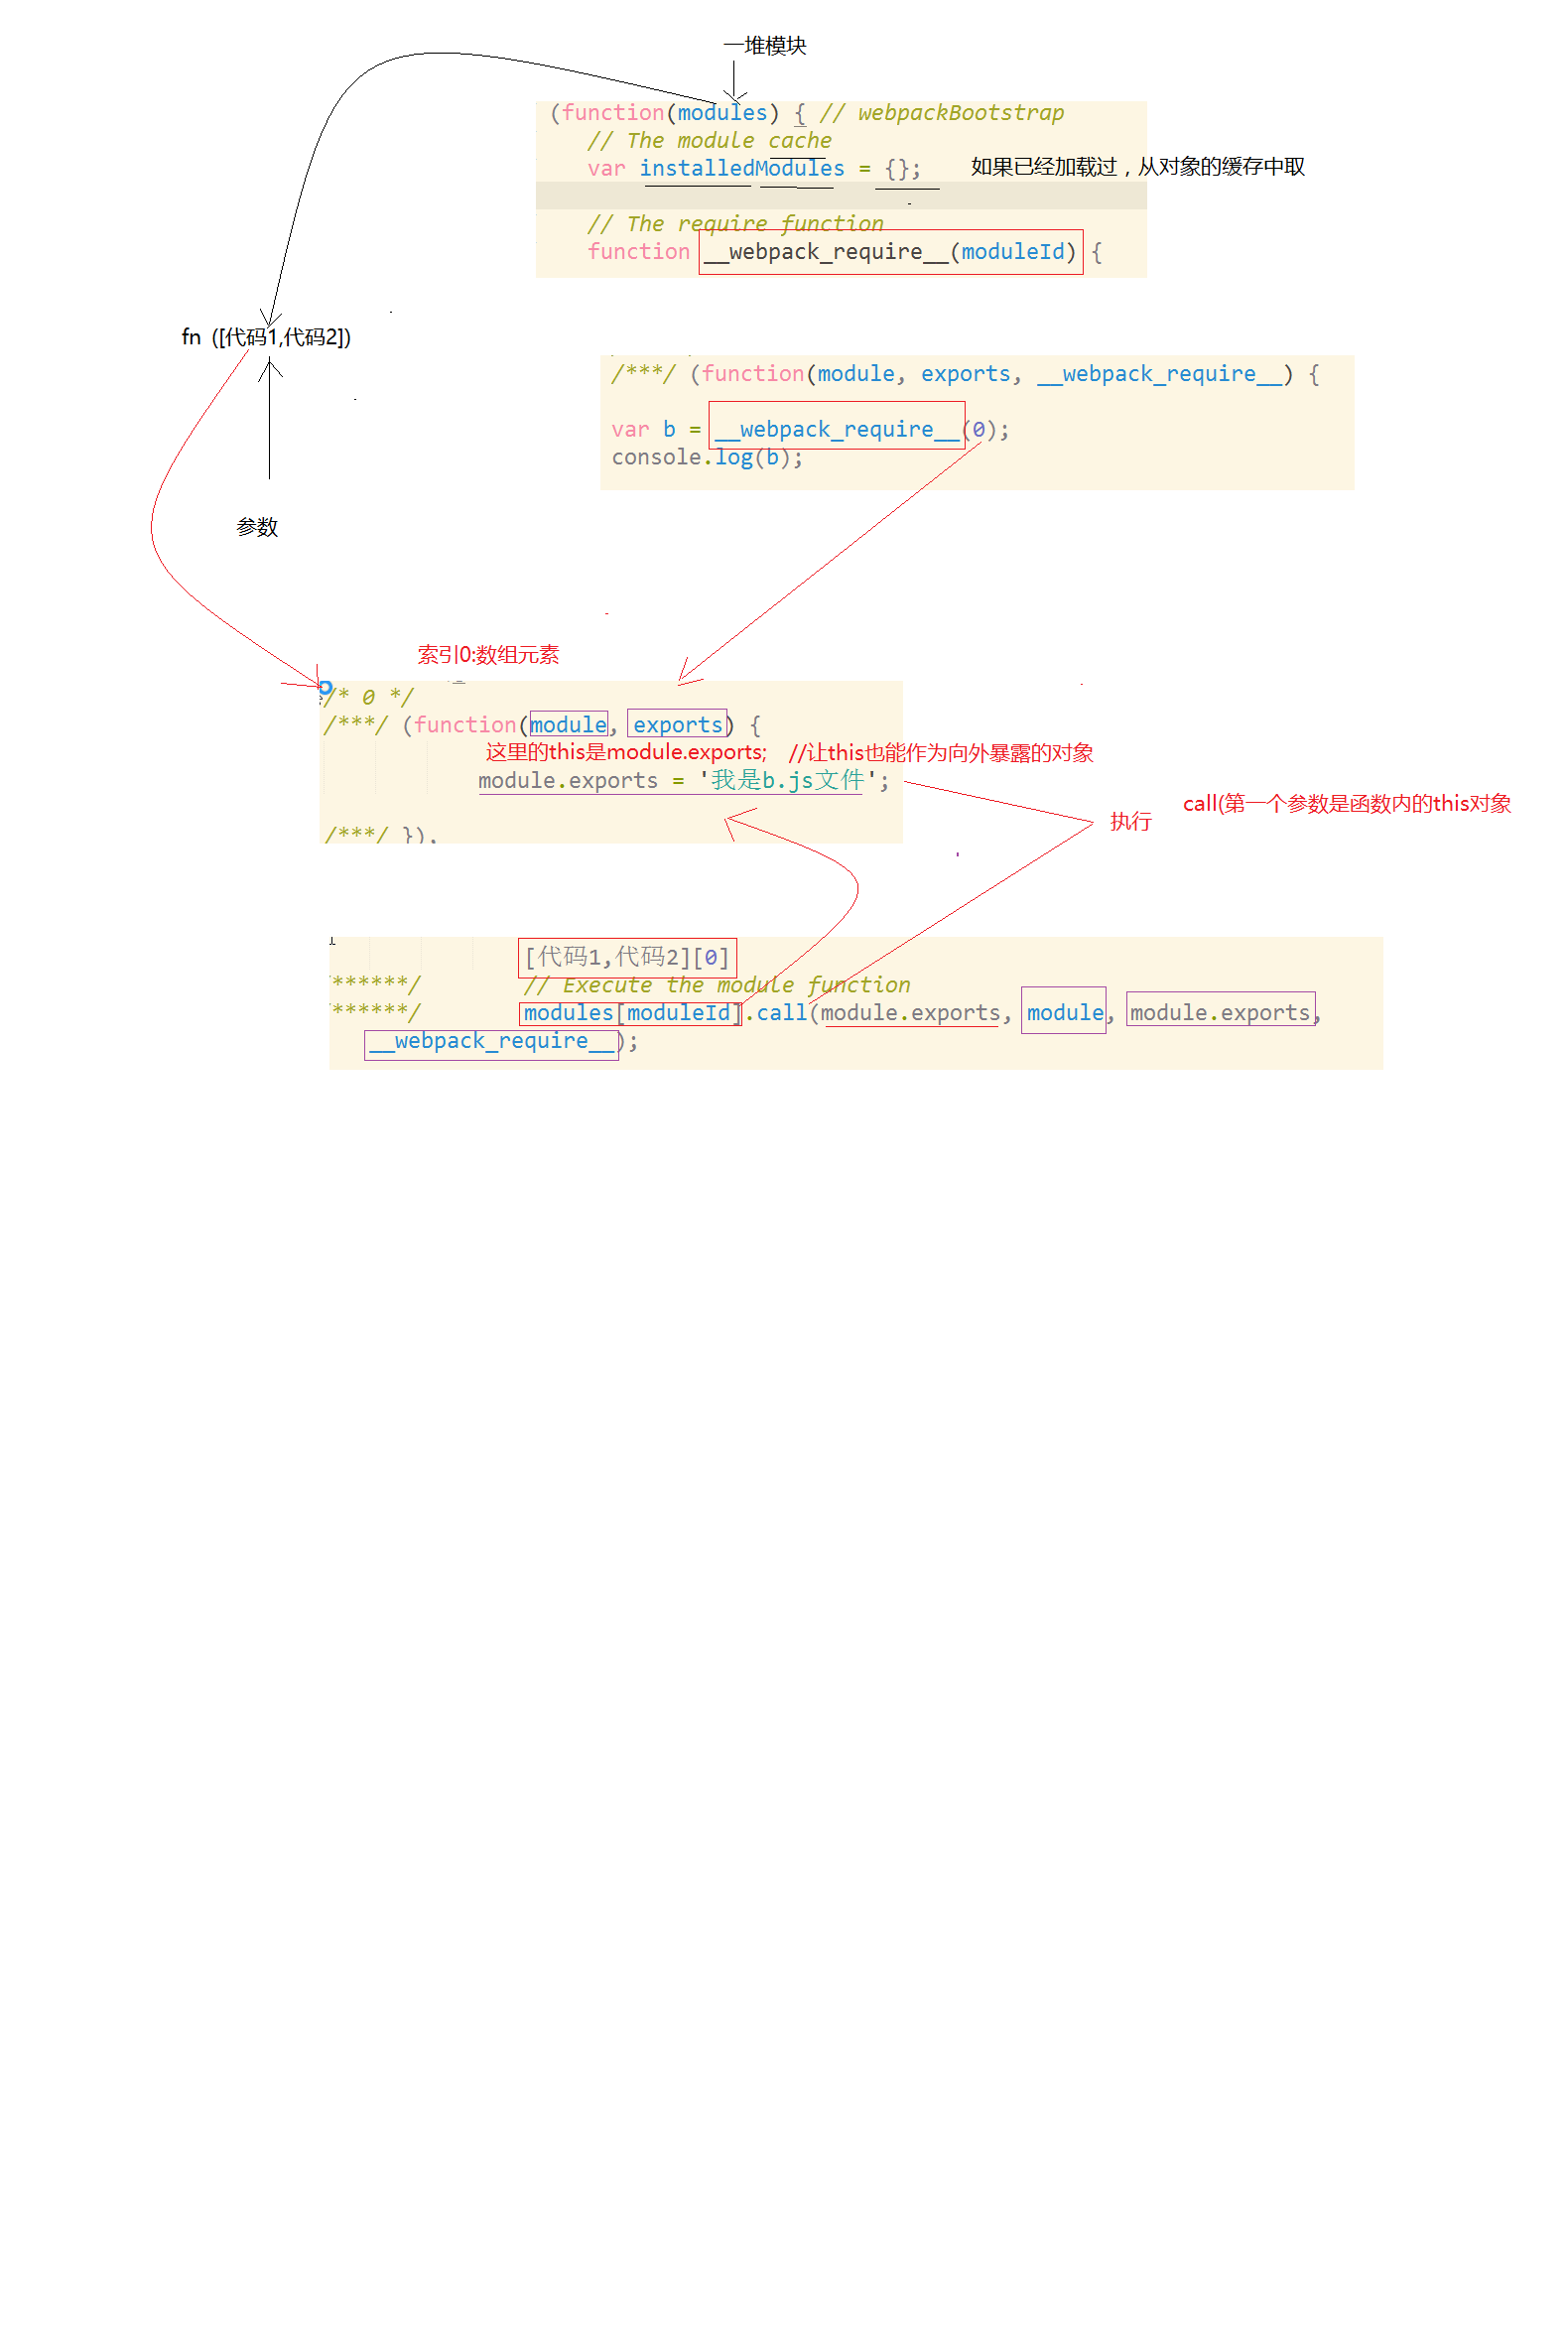 一堆模块
(function(modules) { // webpackBootstrap
// The module cache
var installedModules = {};
如果已经加载过，从对象的缓存中取
// The require function
function __webpack_require__(moduleId) {
fn ([代码1,代码2])
/***/ (function(module, exports, __webpack_require__) {
var b = __webpack_require__(0);
console.log(b);
参数
索引0:数组元素
/* 0 */
/***/ (function(module, exports) {
这里的this是module.exports; //让this也能作为向外暴露的对象
module.exports = '我是b.js文件';
call(第一个参数是函数内的this对象
执行
/***/ }),
[代码1,代码2][0]
/******/ // Execute the module function
/******/ modules[moduleId].call(module.exports, module, module.exports,
__webpack_require__);